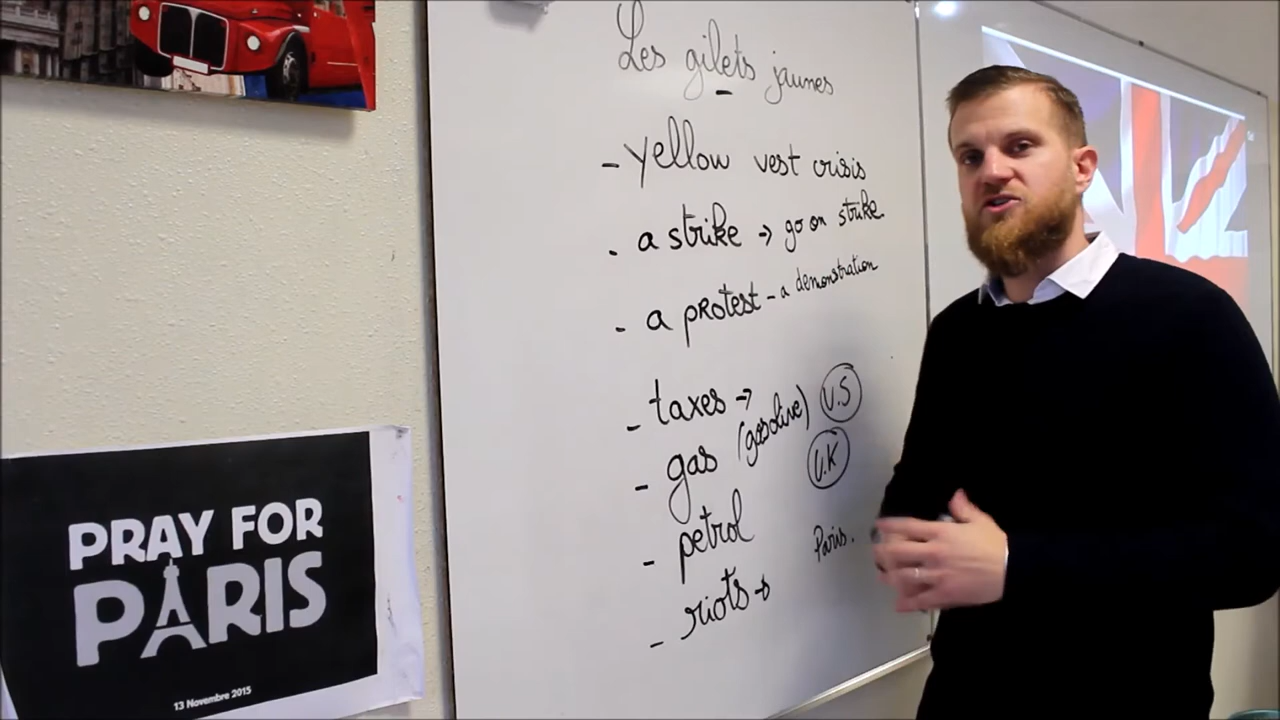 Les gilets jaunes
- yellow vest crisis
- a strike → go on strike.
- a protest - a demonstration
- taxes →
- gas (gasoline) U.S
U.K
- petrol
Paris.
- riots →
PRAY FOR
PARIS
13 Novembre 2015